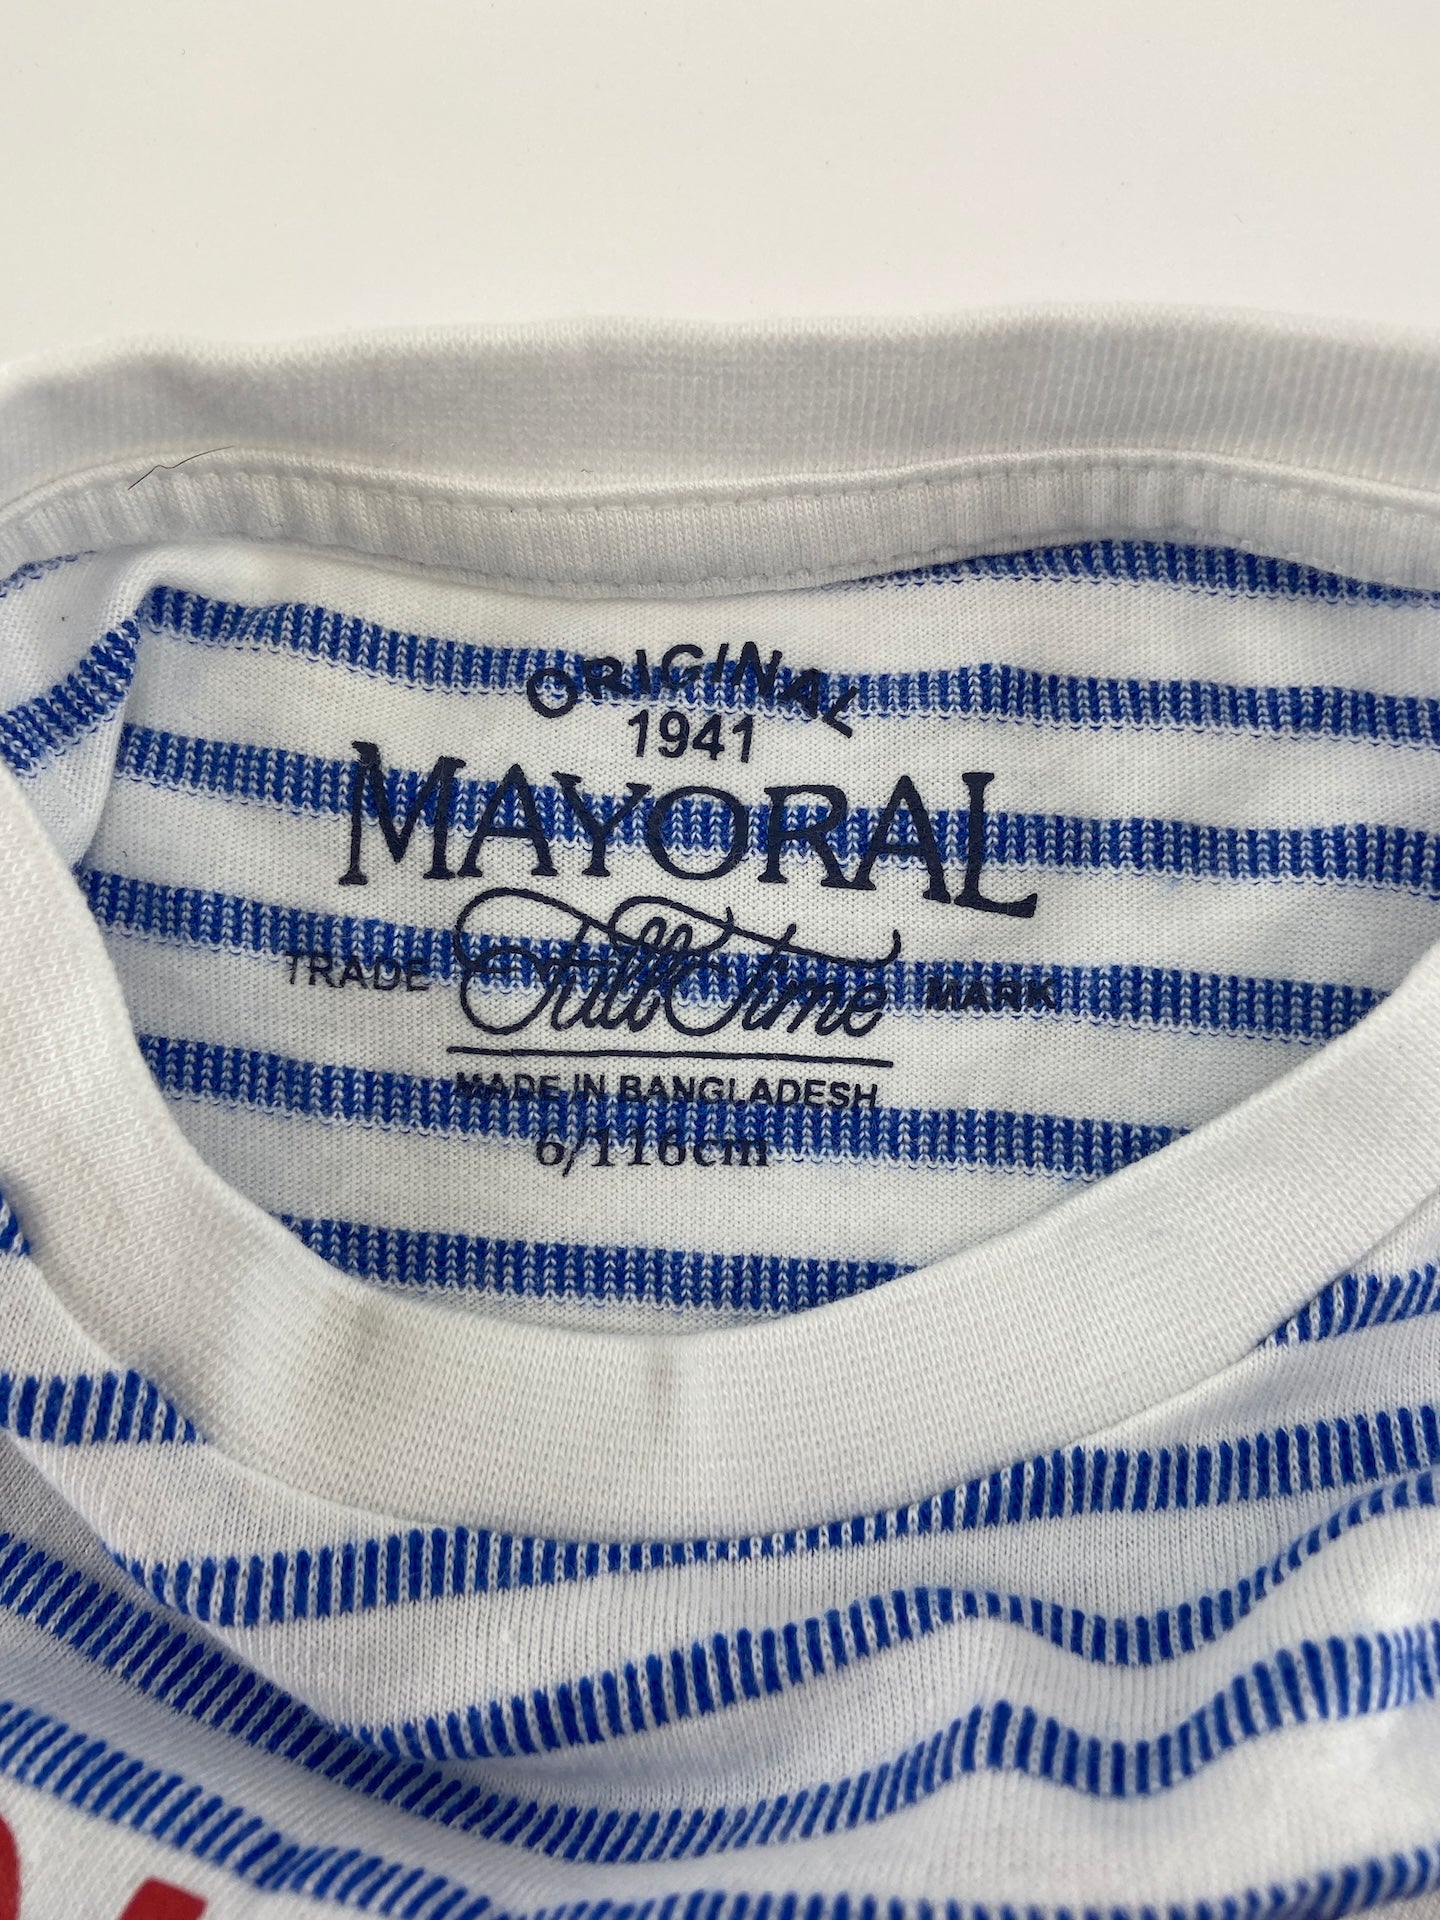 ORIGINAL
1941
MAYORAL
TRADE Full Time MARK
MADE IN BANGLADESH
6/116cm